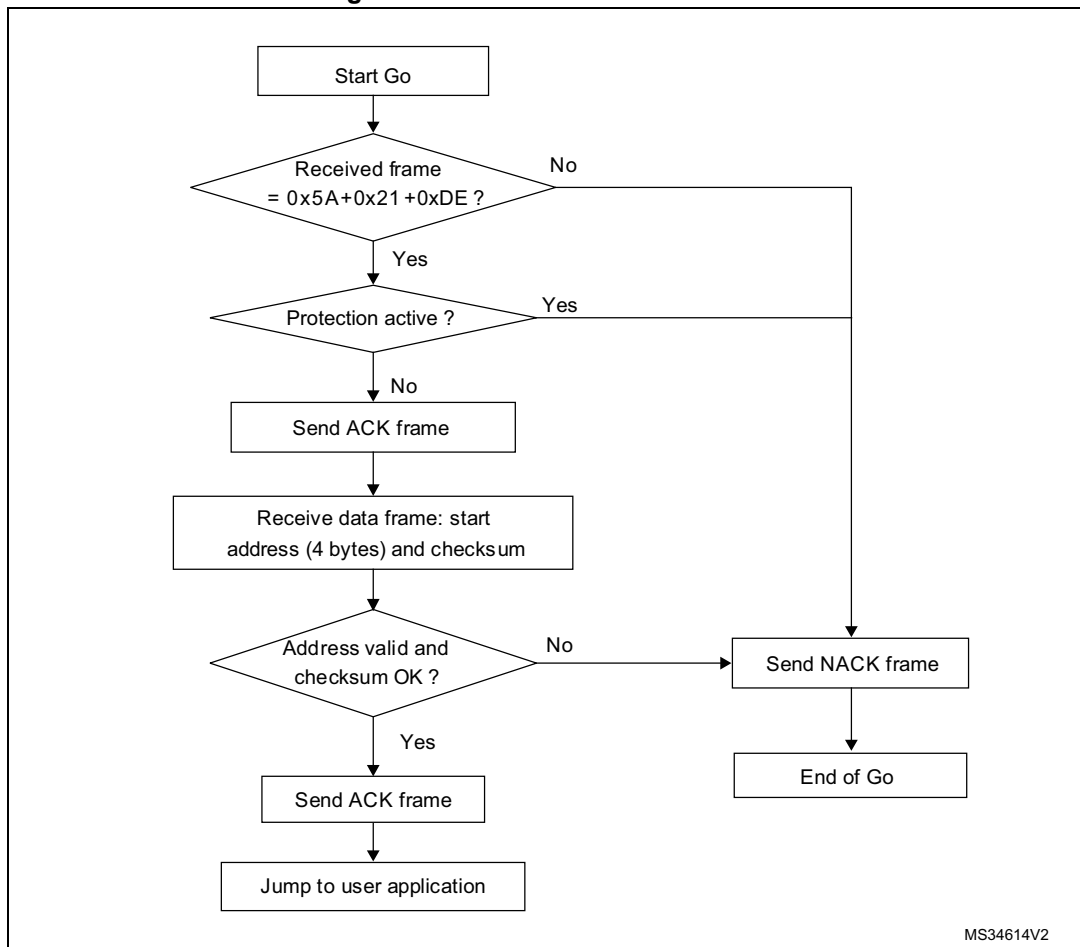 Start Go
Received frame
= 0x5A+0x21+0xDE ?
No
Yes
Protection active ?
Yes
No
Send ACK frame
Receive data frame: start
address (4 bytes) and checksum
Address valid and
checksum OK ?
No
Send NACK frame
Yes
End of Go
Send ACK frame
Jump to user application
MS34614V2